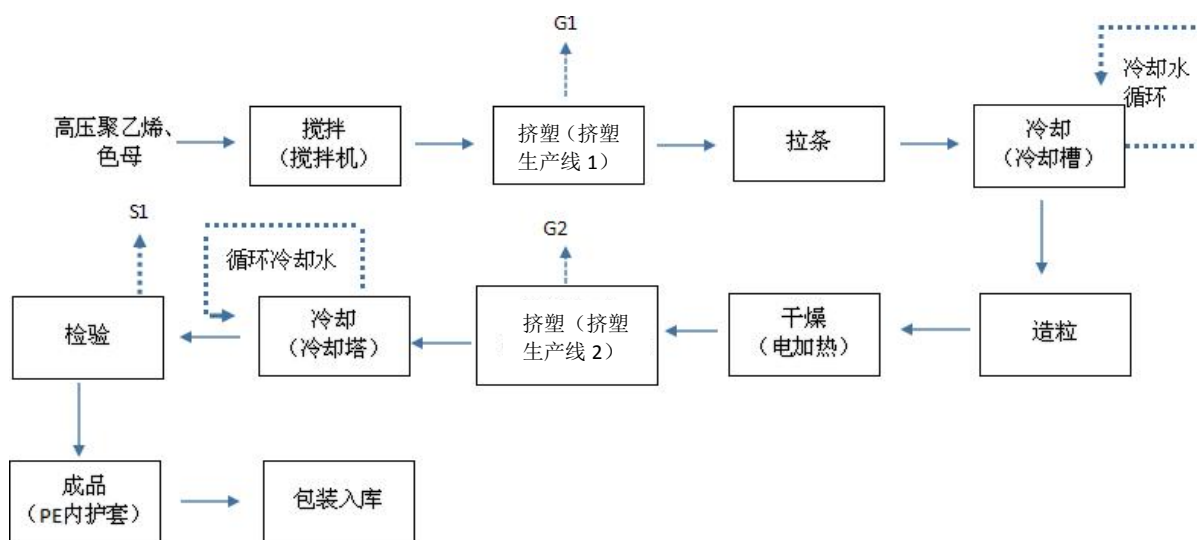 G1
高压聚乙烯、
色母
搅拌
（搅拌机）
挤塑（挤塑
生产线 1）
拉条
冷却
（冷却槽）
冷却水
循环
S1
循环冷却水
G2
检验
冷却
（冷却塔）
挤塑（挤塑
生产线 2）
干燥
（电加热）
造粒
成品
（PE内护套）
包装入库